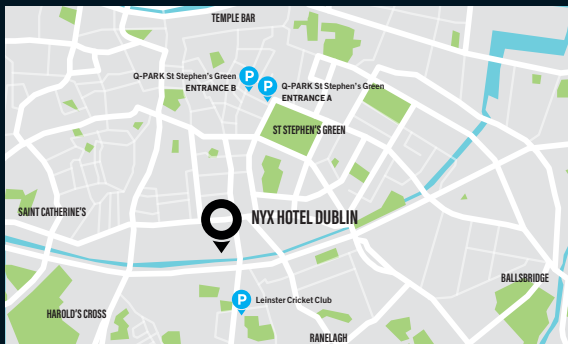 TEMPLE BAR
Q-PARK St Stephen's Green
ENTRANCE B
P
P
Q-PARK St Stephen's Green
ENTRANCE A
ST STEPHEN'S GREEN
SAINT CATHERINE'S
NYX HOTEL DUBLIN
BALLSBRIDGE
P
Leinster Cricket Club
HAROLD'S CROSS
RANELAGH